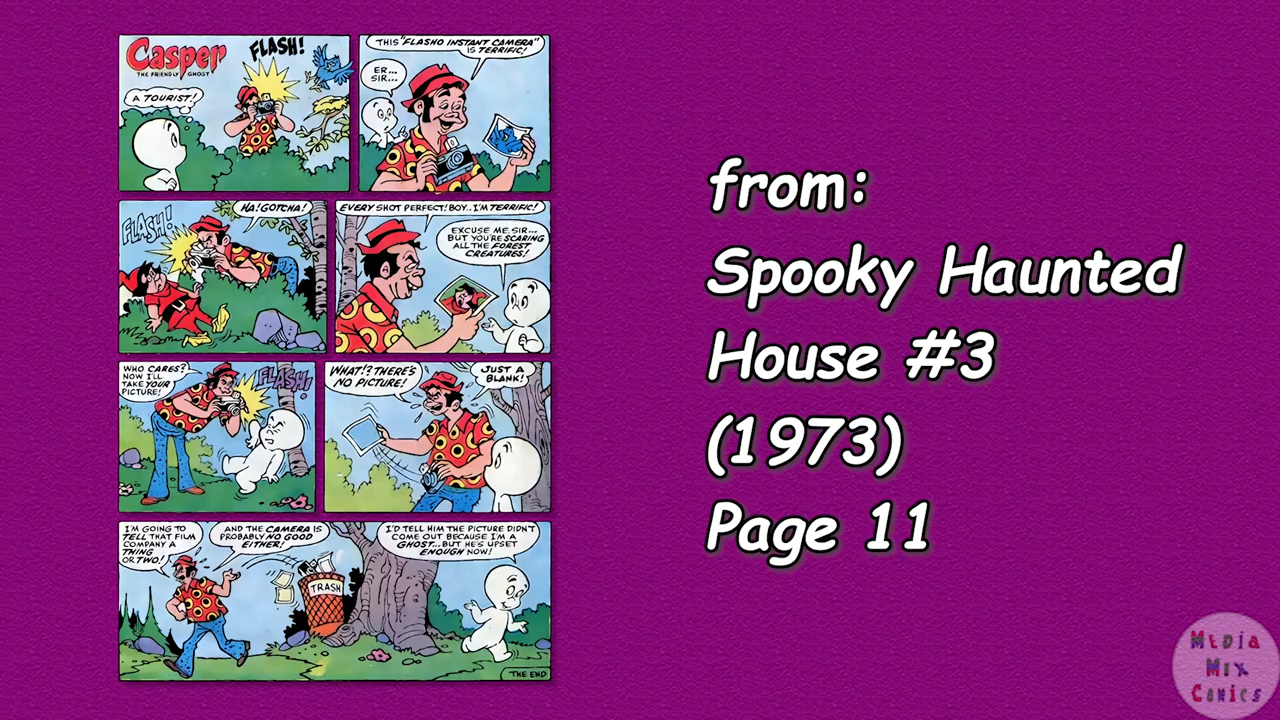 Casper
THE FRIENDLY GHOST
FLASH!
A TOURIST!
THIS "FLASHO INSTANT CAMERA"
IS TERRIFIC!
ER...
SIR...
FLASH!
HA! GOTCHA!
EVERY SHOT PERFECT! BOY..I'M TERRIFIC!
EXCUSE ME, SIR...
BUT YOU'RE SCARING
ALL THE FOREST
CREATURES!
WHO CARES?
NOW I'LL
TAKE YOUR
PICTURE!
FLASH!
WHAT!? THERE'S
NO PICTURE!
JUST A
BLANK!
I'M GOING TO
TELL THAT FILM
COMPANY A
THING
OR TWO!
AND THE CAMERA IS
PROBABLY NO GOOD
EITHER!
TRASH
I'D TELL HIM THE PICTURE DIDN'T
COME OUT BECAUSE I'M A
GHOST...BUT HE'S UPSET
ENOUGH NOW!
THE END
from:
Spooky Haunted
House #3
(1973)
Page 11
MEDIA
MIX
COMICS